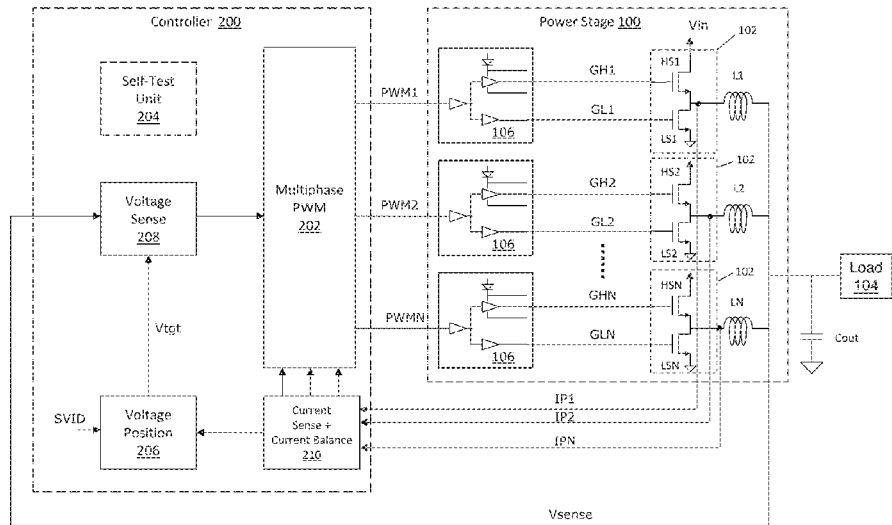 Controller 200
Power Stage 100
Vin
102
Self-Test
Unit
204
PWM1
106
GH1
GL1
HS1
LS1
L1
Voltage
Sense
208
Multiphase
PWM
202
PWM2
106
GH2
GL2
HS2
LS2
102
L2
Load
104
Vtgt
PWMN
106
GHN
GLN
HSN
LSN
102
LN
Cout
SVID
Voltage
Position
206
Current
Sense +
Current Balance
210
IP1
IP2
IPN
Vsense